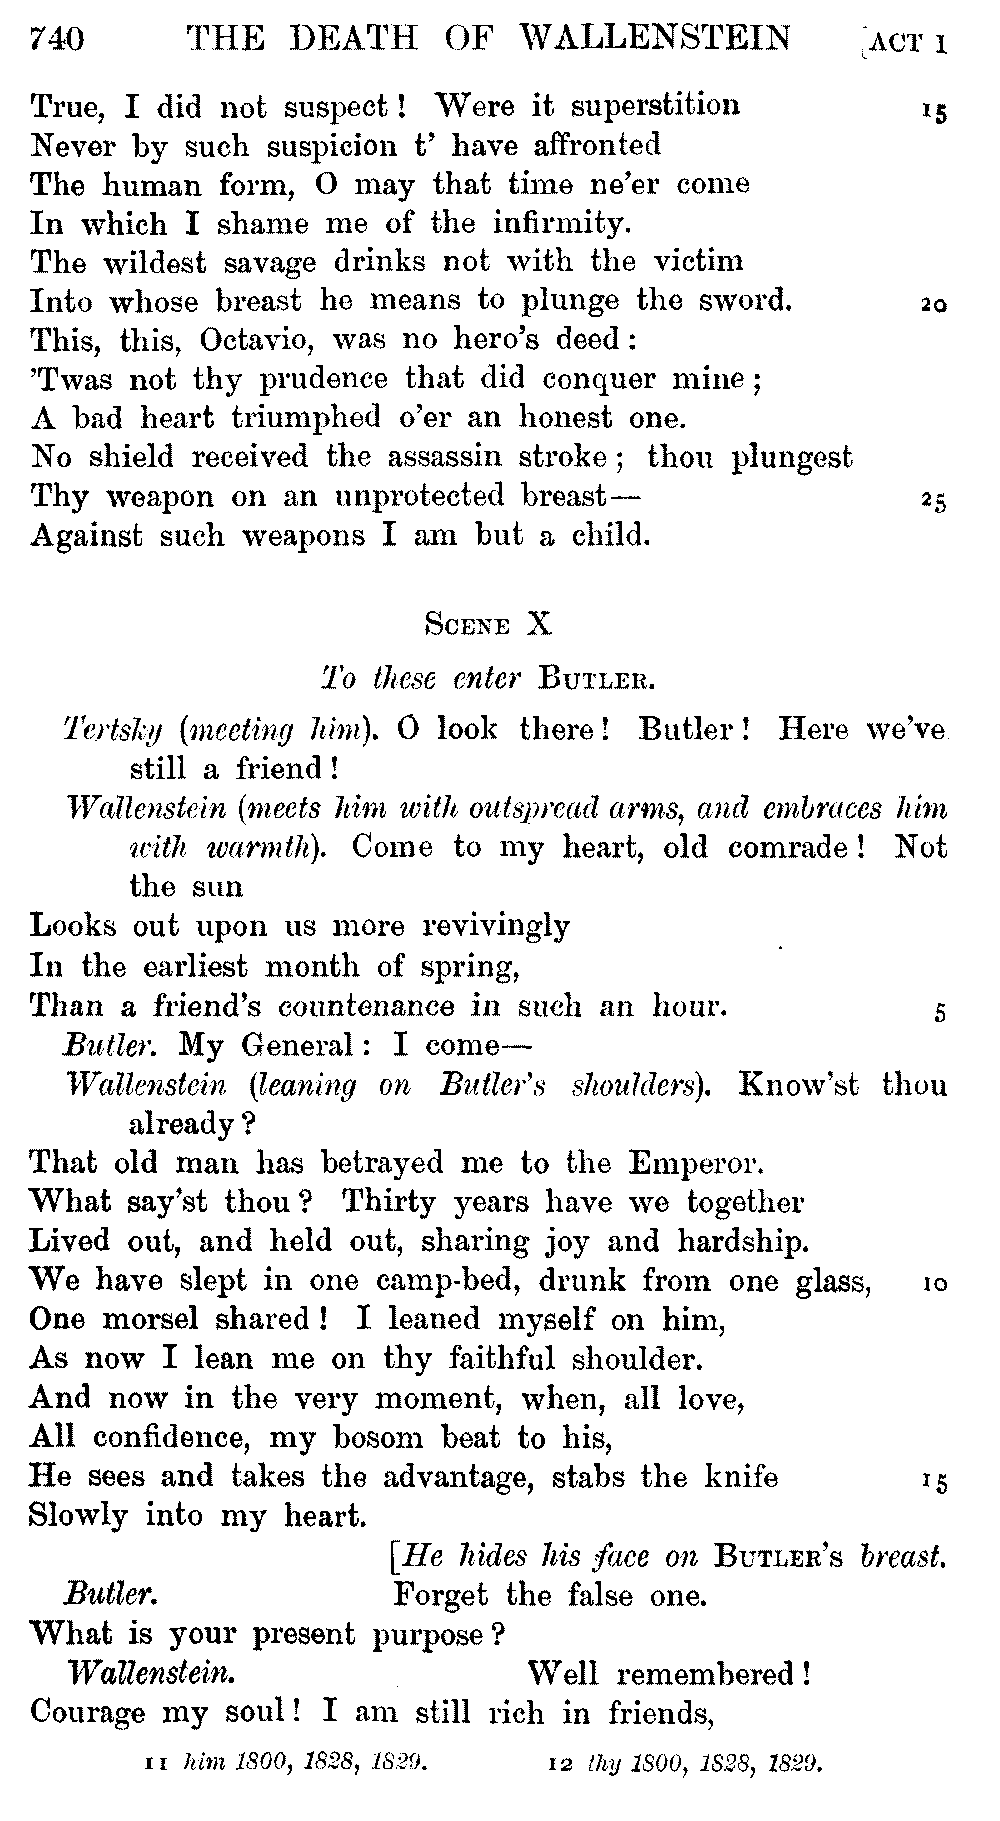 740 THE DEATH OF WALLENSTEIN [ACT I
True, I did not suspect! Were it superstition 15
Never by such suspicion t' have affronted
The human form, O may that time ne'er come
In which I shame me of the infirmity.
The wildest savage drinks not with the victim
Into whose breast he means to plunge the sword. 20
This, this, Octavio, was no hero's deed:
'Twas not thy prudence that did conquer mine;
A bad heart triumphed o'er an honest one.
No shield received the assassin stroke; thou plungest
Thy weapon on an unprotected breast— 25
Against such weapons I am but a child.
SCENE X
To these enter BUTLER.
Tertsky (meeting him). O look there! Butler! Here we've
still a friend!
Wallenstein (meets him with outspread arms, and embraces him
with warmth). Come to my heart, old comrade! Not
the sun
Looks out upon us more revivingly
In the earliest month of spring,
Than a friend's countenance in such an hour. 5
Butler. My General: I come—
Wallenstein (leaning on Butler's shoulders). Know'st thou
already?
That old man has betrayed me to the Emperor.
What say'st thou? Thirty years have we together
Lived out, and held out, sharing joy and hardship.
We have slept in one camp-bed, drunk from one glass, 10
One morsel shared! I leaned myself on him,
As now I lean me on thy faithful shoulder.
And now in the very moment, when, all love,
All confidence, my bosom beat to his,
He sees and takes the advantage, stabs the knife 15
Slowly into my heart.
[He hides his face on BUTLER'S breast.
Butler. Forget the false one.
What is your present purpose?
Wallenstein. Well remembered!
Courage my soul! I am still rich in friends,
11 him 1800, 1828, 1829. 12 thy 1800, 1828, 1829.